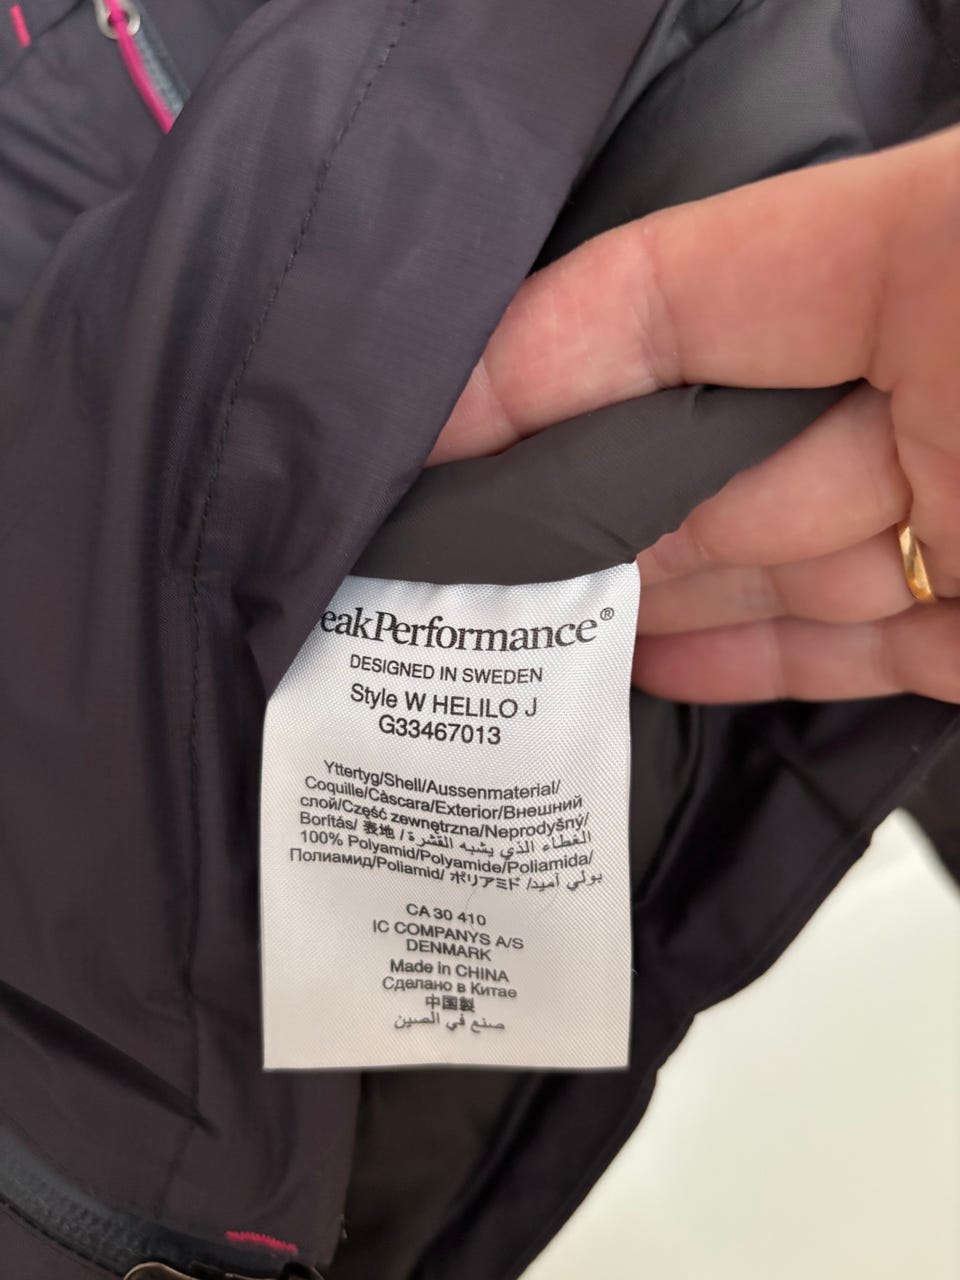 eakPerformance®
DESIGNED IN SWEDEN
Style W HELILO J
G33467013
Yttertyg/Shell/Aussenmaterial/
Coquille/Càscara/Exterior/Внешний
слой/Część zewnętrzna/Neprodyšný/
Borítás/ 表地 / الغطاء الذي يشبه القشرة
100% Polyamid/Polyamide/Poliamida/
Полиамид/Poliamid/ ポリアミド /بولي آميد
CA 30 410
IC COMPANYS A/S
DENMARK
Made in CHINA
Сделано в Китае
中国製
صنع في الصين